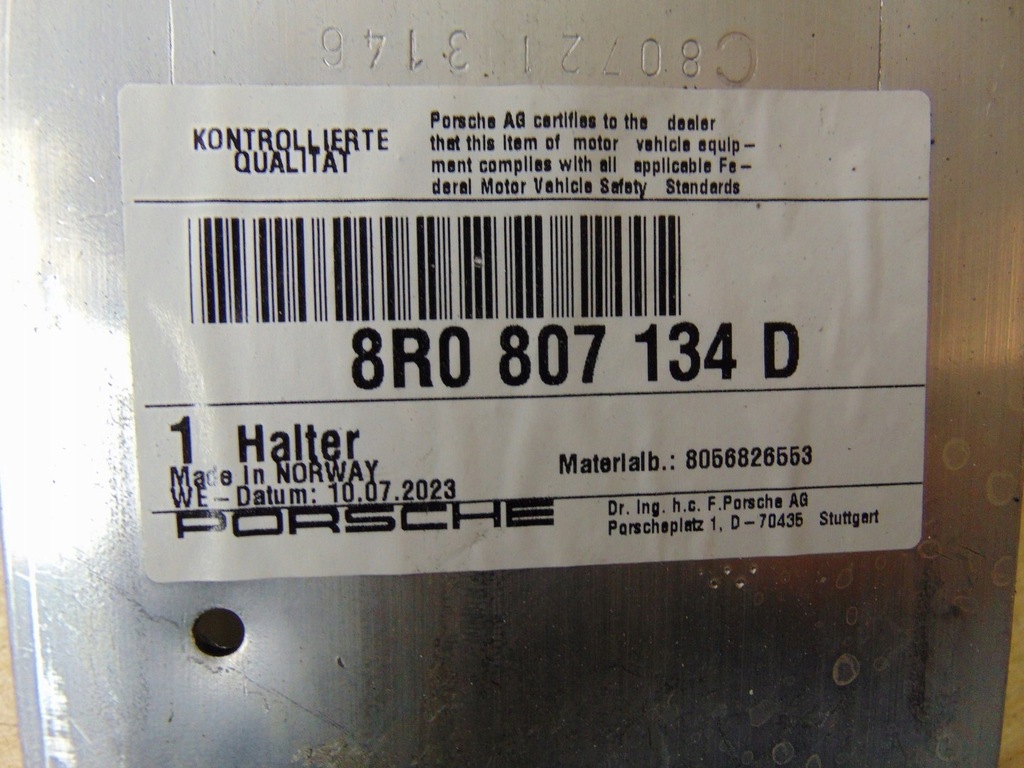 C80721 3146
KONTROLLIERTE
QUALITÄT
Porsche AG certifies to the dealer
that this item of motor vehicle equip-
ment complies with all applicable Fe-
deral Motor Vehicle Safety Standards
8R0 807 134 D
1 Halter
Made in NORWAY
WE-Datum: 10.07.2023
Materialb.: 8056826553
PORSCHE
Dr. Ing. h.c. F.Porsche AG
Porscheplatz 1, D-70435 Stuttgart